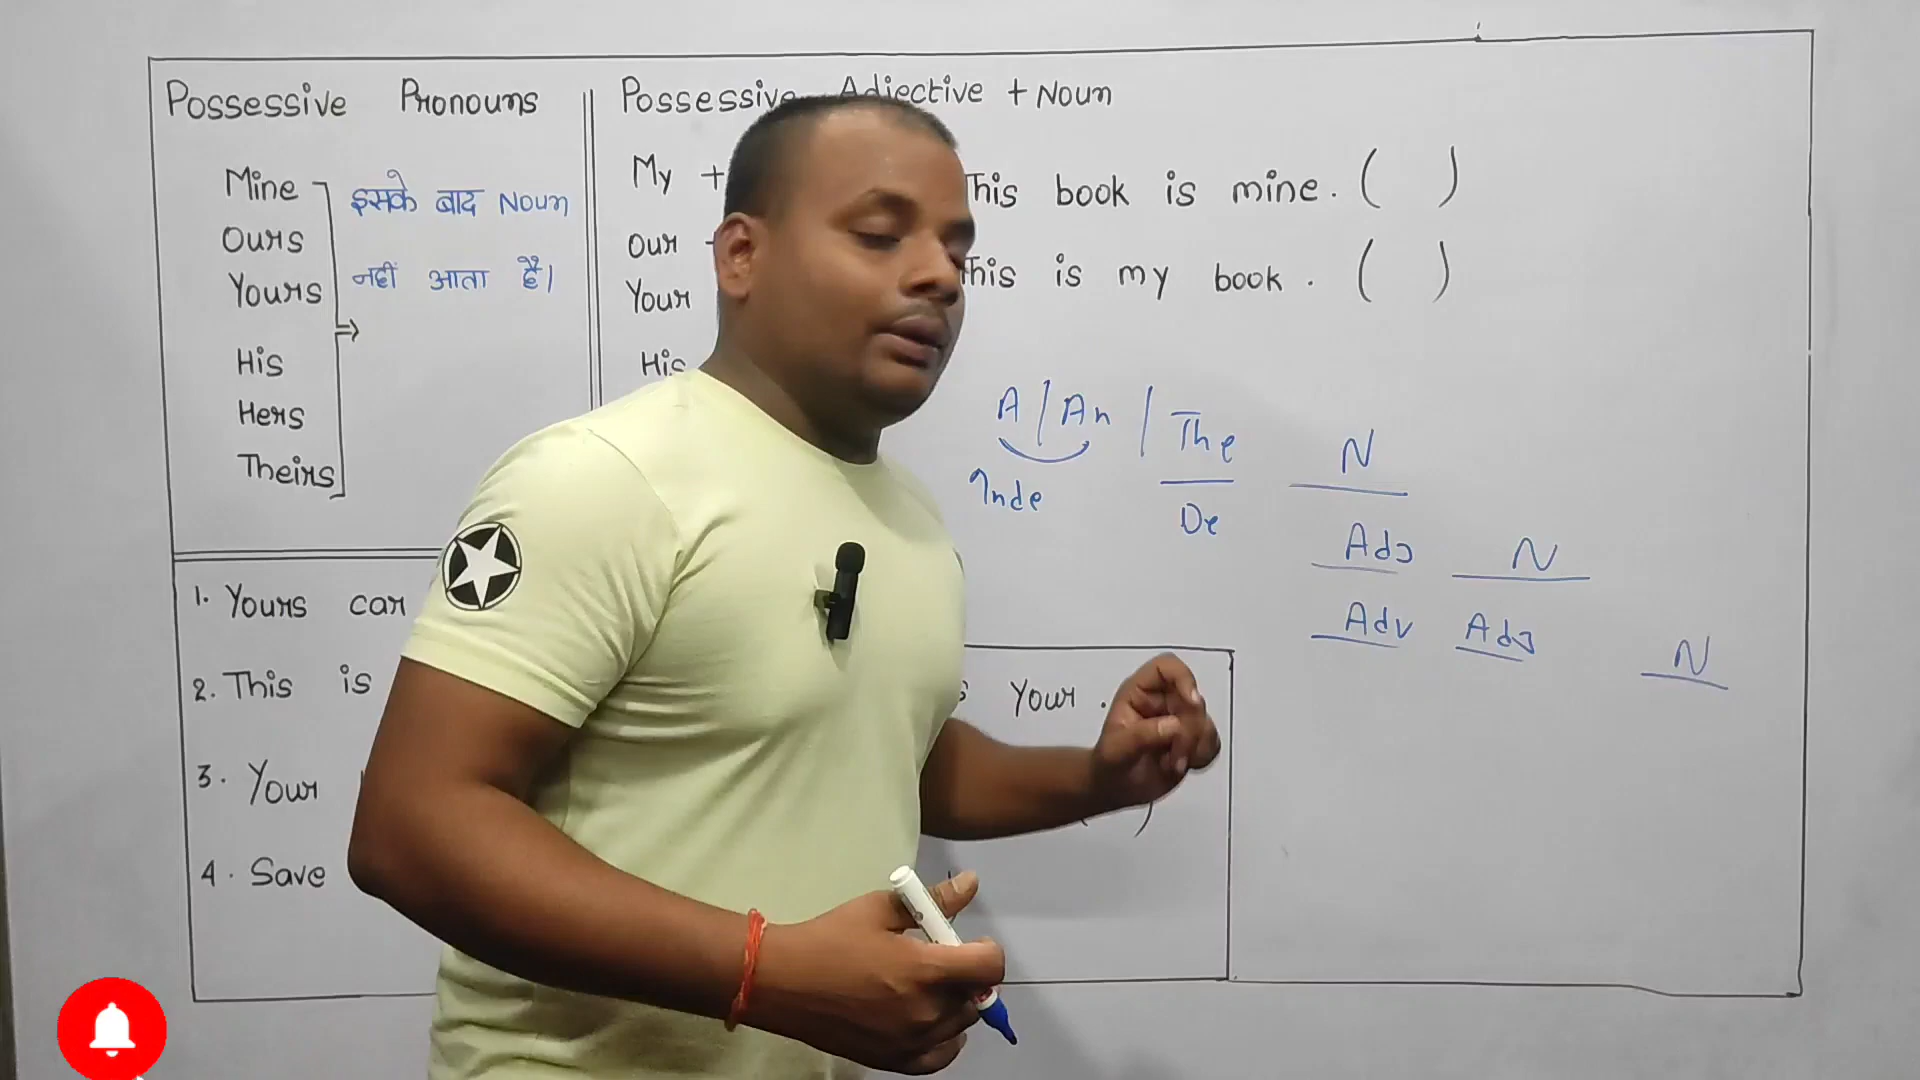 Possessive Pronouns
Mine
Ours
Yours
His
Hers
Theirs
इसके बाद Noun
नहीं आता है।
Possessive Adjective + Noun
My +
our
Your
His
This book is mine. ( )
This is my book. ( )
A / An / The N
Inde De
Adj N
Adv Adj N
1. Yours car
2. This is
Your .
3. Your
4. Save